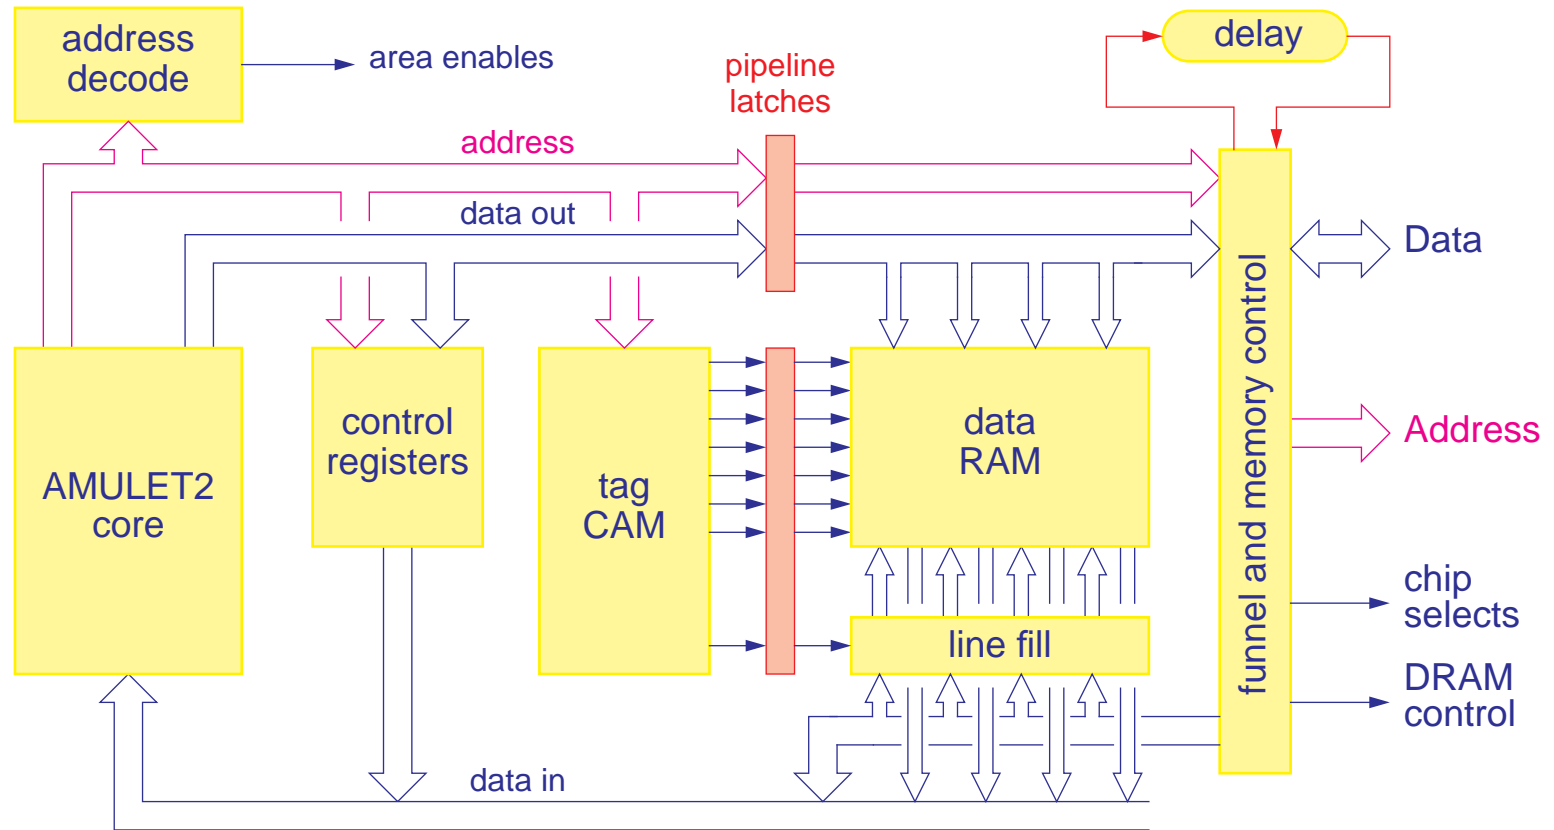 address
decode
area enables
pipeline
latches
delay
address
data out
Data
AMULET2
core
control
registers
tag
CAM
data
RAM
funnel and memory control
Address
line fill
chip
selects
DRAM
control
data in